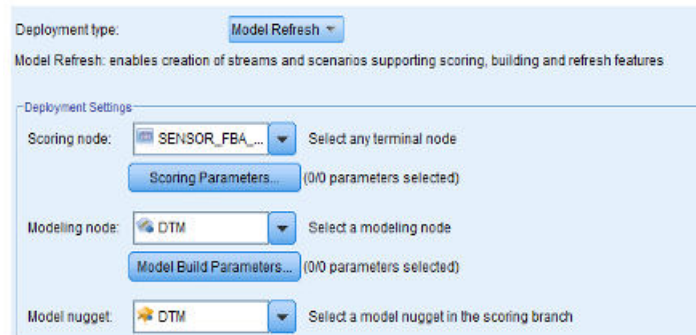 Deployment type: Model Refresh
Model Refresh: enables creation of streams and scenarios supporting scoring, building and refresh features
Deployment Settings
Scoring node: SENSOR_FBA_... Select any terminal node
Scoring Parameters... (0/0 parameters selected)
Modeling node: DTM Select a modeling node
Model Build Parameters... (0/0 parameters selected)
Model nugget: DTM Select a model nugget in the scoring branch